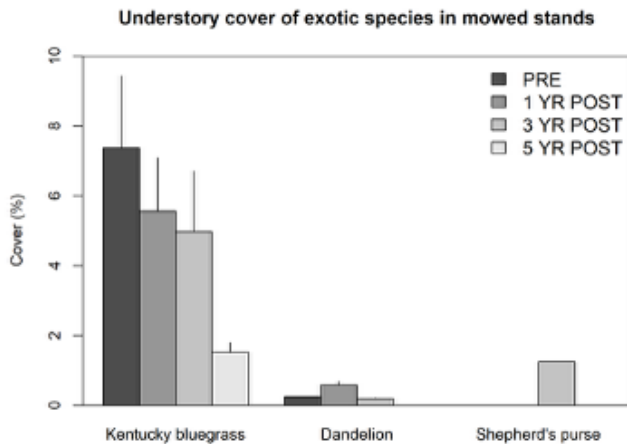 Understory cover of exotic species in mowed stands
10
8
6
4
2
0
Cover (%)
PRE
1 YR POST
3 YR POST
5 YR POST
Kentucky bluegrass Dandelion Shepherd's purse